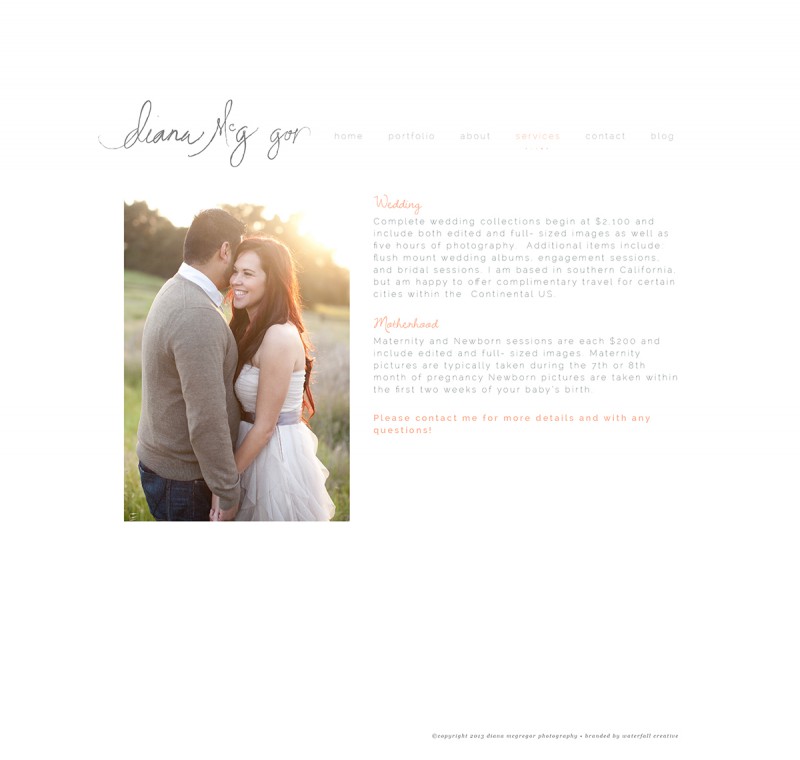 diana McG gor
home portfolio about services contact blog
Wedding
Complete wedding collections begin at $2,100 and
include both edited and full- sized images as well as
five hours of photography. Additional items include:
flush mount wedding albums, engagement sessions,
and bridal sessions. I am based in southern California,
but am happy to offer complimentary travel for certain
cities within the Continental US.
Motherhood
Maternity and Newborn sessions are each $200 and
include edited and full- sized images. Maternity
pictures are typically taken during the 7th or 8th
month of pregnancy Newborn pictures are taken within
the first two weeks of your baby's birth.
Please contact me for more details and with any
questions!
©copyright 2013 diana mcgregor photography • branded by waterfall creative